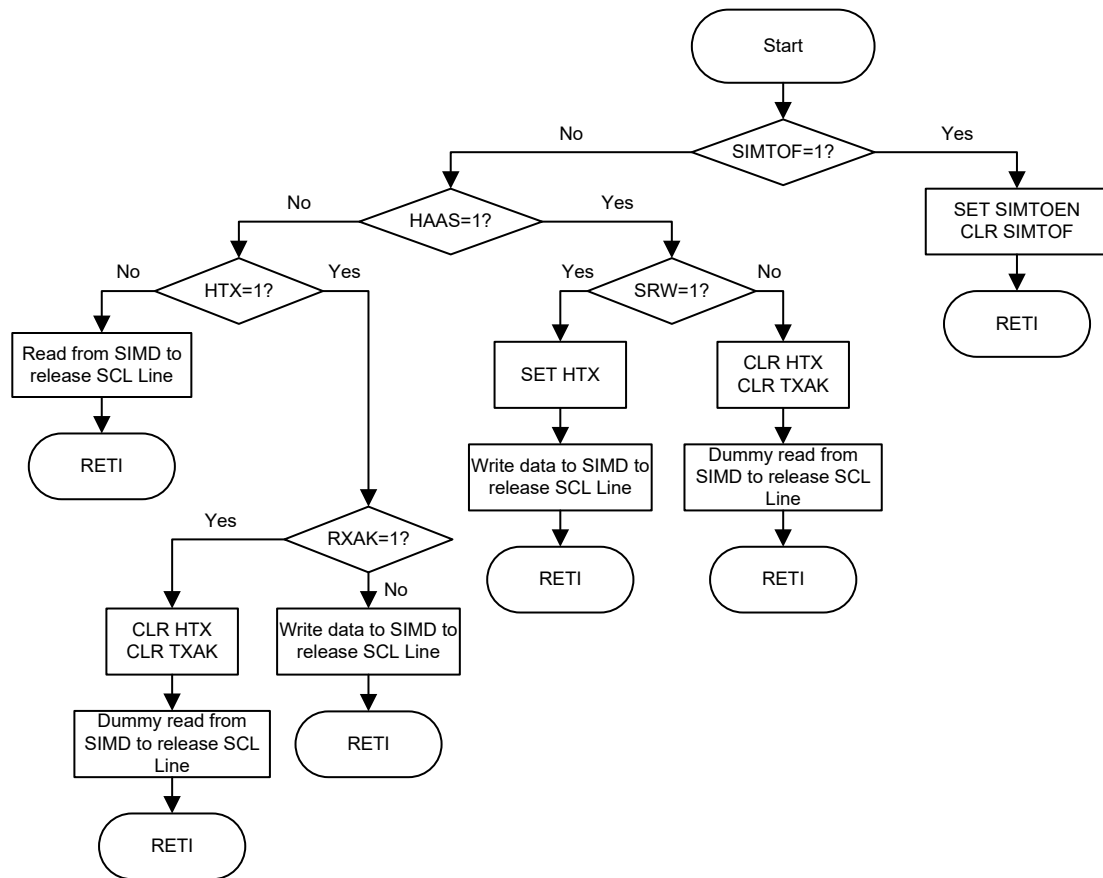 Start
No
SIMTOF=1?
Yes
No
HAAS=1?
Yes
SET SIMTOEN
CLR SIMTOF
No
HTX=1?
Yes
Yes
SRW=1?
No
RETI
Read from SIMD to
release SCL Line
SET HTX
CLR HTX
CLR TXAK
RETI
Write data to SIMD to
release SCL Line
Dummy read from
SIMD to release SCL
Line
Yes
RXAK=1?
No
RETI
RETI
CLR HTX
CLR TXAK
Write data to SIMD to
release SCL Line
Dummy read from
SIMD to release SCL
Line
RETI
RETI